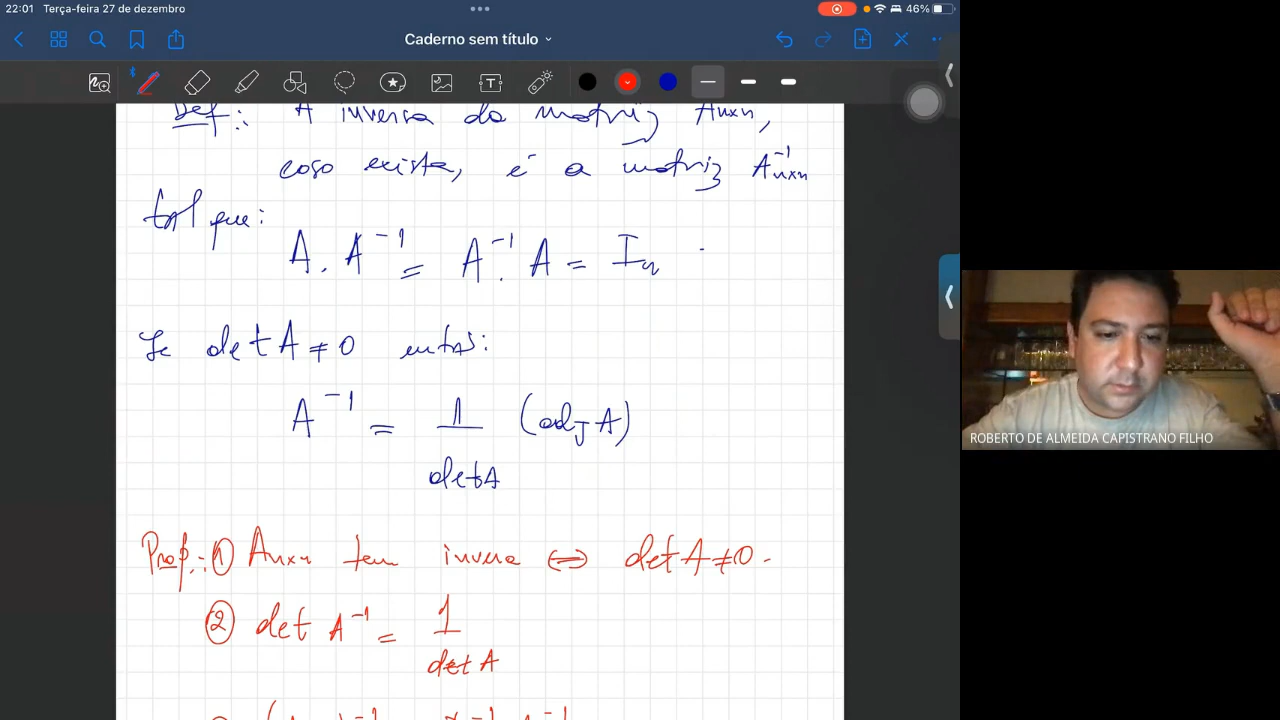 22:01 Terça-feira 27 de dezembro
46%
Caderno sem título
Def.: A inversa da matriz Anxn,
caso exista, é a matriz A⁻¹nxn
tal que:
A . A⁻¹ = A⁻¹ . A = In
Se det A ≠ 0 então:
A⁻¹ = 1/det A (adj A)
Prop.: ① Anxn tem inversa ⇔ det A ≠ 0.
② det A⁻¹ = 1/det A
ROBERTO DE ALMEIDA CAPISTRANO FILHO